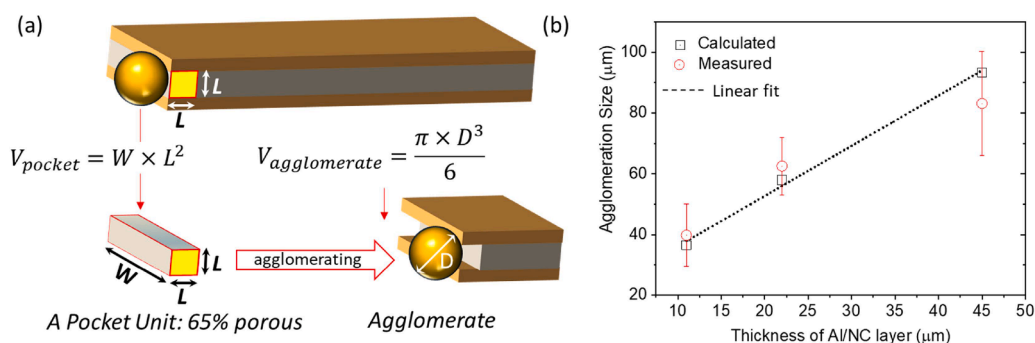 (a)
L
L
V_pocket = W × L²
V_agglomerate = π × D³ / 6
W
L
L
agglomerating
D
A Pocket Unit: 65% porous
Agglomerate
(b)
Calculated
Measured
Linear fit
Agglomeration Size (μm)
100
80
60
40
20
10 15 20 25 30 35 40 45 50
Thickness of Al/NC layer (μm)